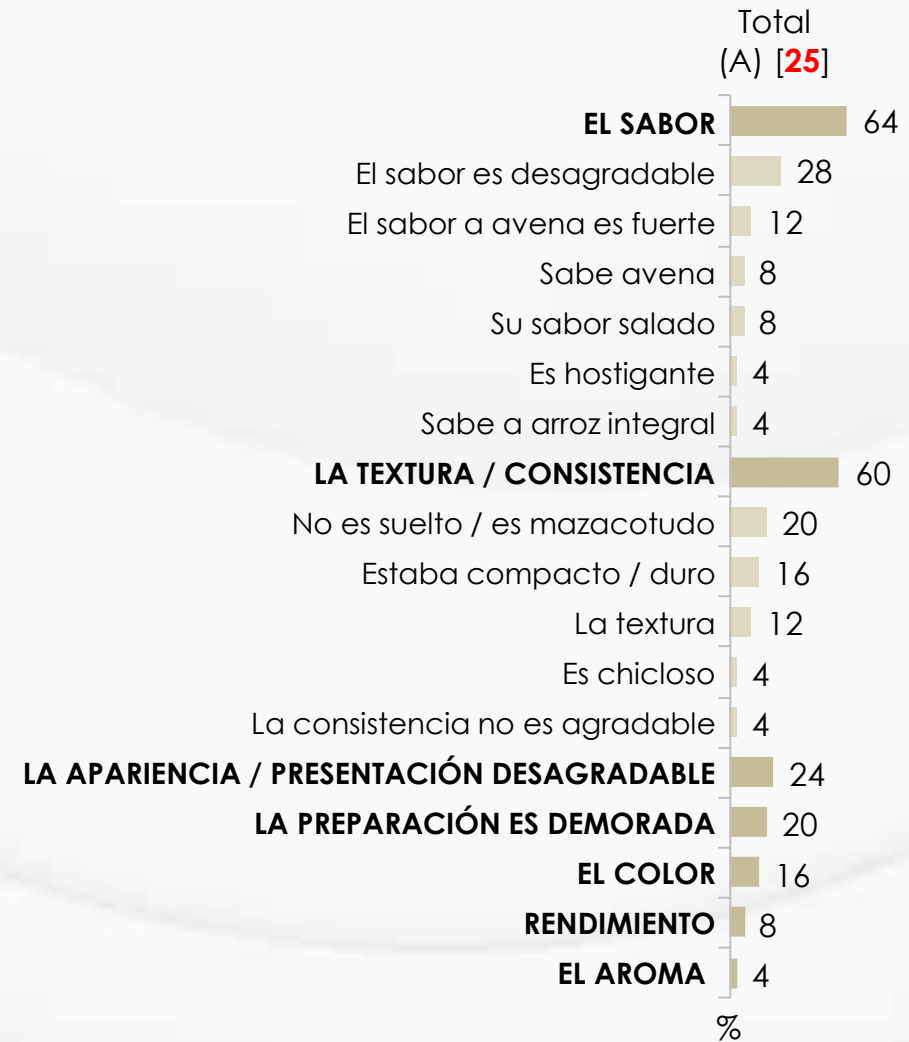 Total
(A) [25]
EL SABOR 64
El sabor es desagradable 28
El sabor a avena es fuerte 12
Sabe avena 8
Su sabor salado 8
Es hostigante 4
Sabe a arroz integral 4
LA TEXTURA / CONSISTENCIA 60
No es suelto / es mazacotudo 20
Estaba compacto / duro 16
La textura 12
Es chicloso 4
La consistencia no es agradable 4
LA APARIENCIA / PRESENTACIÓN DESAGRADABLE 24
LA PREPARACIÓN ES DEMORADA 20
EL COLOR 16
RENDIMIENTO 8
EL AROMA 4
%